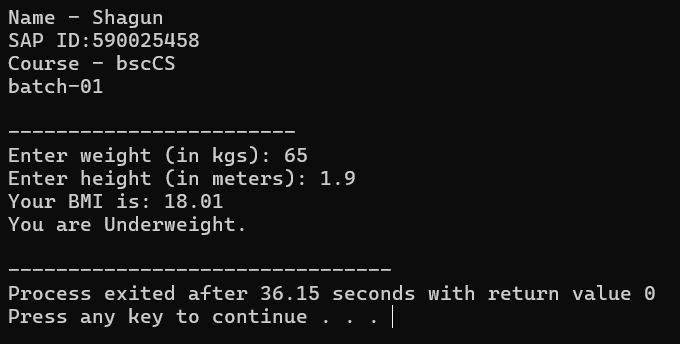 Name - Shagun
SAP ID:590025458
Course - bscCS
batch-01
------------------------
Enter weight (in kgs): 65
Enter height (in meters): 1.9
Your BMI is: 18.01
You are Underweight.
--------------------------------
Process exited after 36.15 seconds with return value 0
Press any key to continue . . .